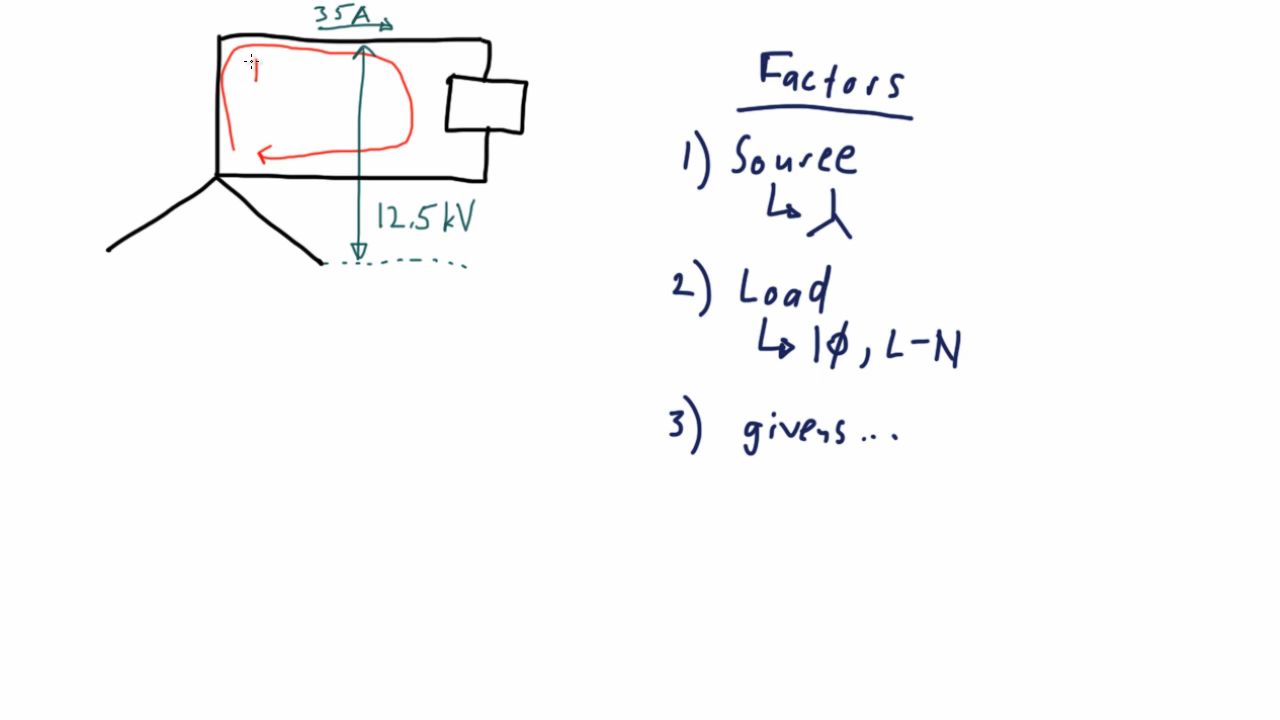 35A
12.5kV
Factors
1) Source
2) Load
↳ 1ϕ, L-N
3) givens...